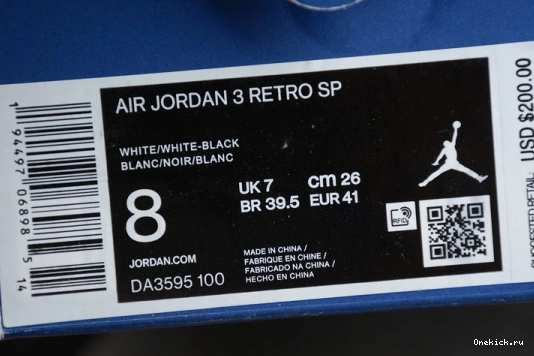 AIR JORDAN 3 RETRO SP
WHITE/WHITE-BLACK
BLANC/NOIR/BLANC
8
UK 7 CM 26
BR 39.5 EUR 41
RFID
JORDAN.COM
DA3595 100
MADE IN CHINA /
FABRIQUE EN CHINE /
FABRICADO NA CHINA /
HECHO EN CHINA
1 94497 06898 5 14
SUGGESTED RETAIL:
USD $200.00
Onekick.ru